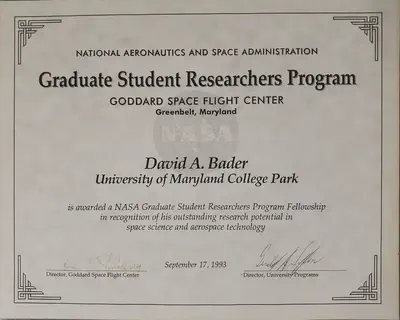 NATIONAL AERONAUTICS AND SPACE ADMINISTRATION
Graduate Student Researchers Program
GODDARD SPACE FLIGHT CENTER
Greenbelt, Maryland
NASA
David A. Bader
University of Maryland College Park
is awarded a NASA Graduate Student Researchers Program Fellowship
in recognition of his outstanding research potential in
space science and aerospace technology
September 17, 1993
Director, Goddard Space Flight Center
Director, University Programs